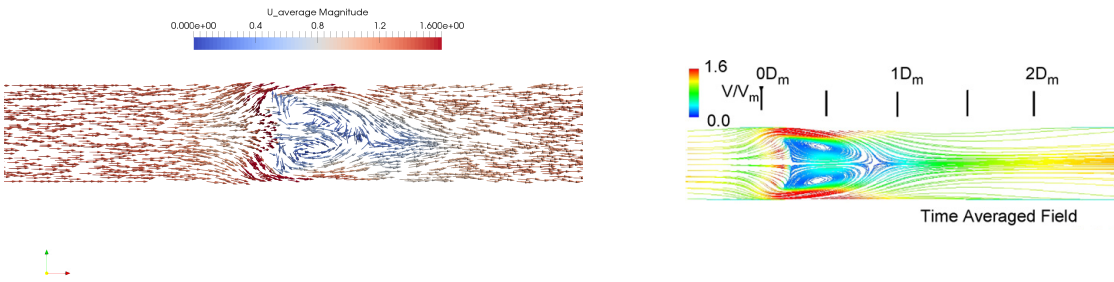 U_average Magnitude
0.000e+00 0.4 0.8 1.2 1.600e+00
1.6
V/Vm
0.0
0Dm 1Dm 2Dm
Time Averaged Field